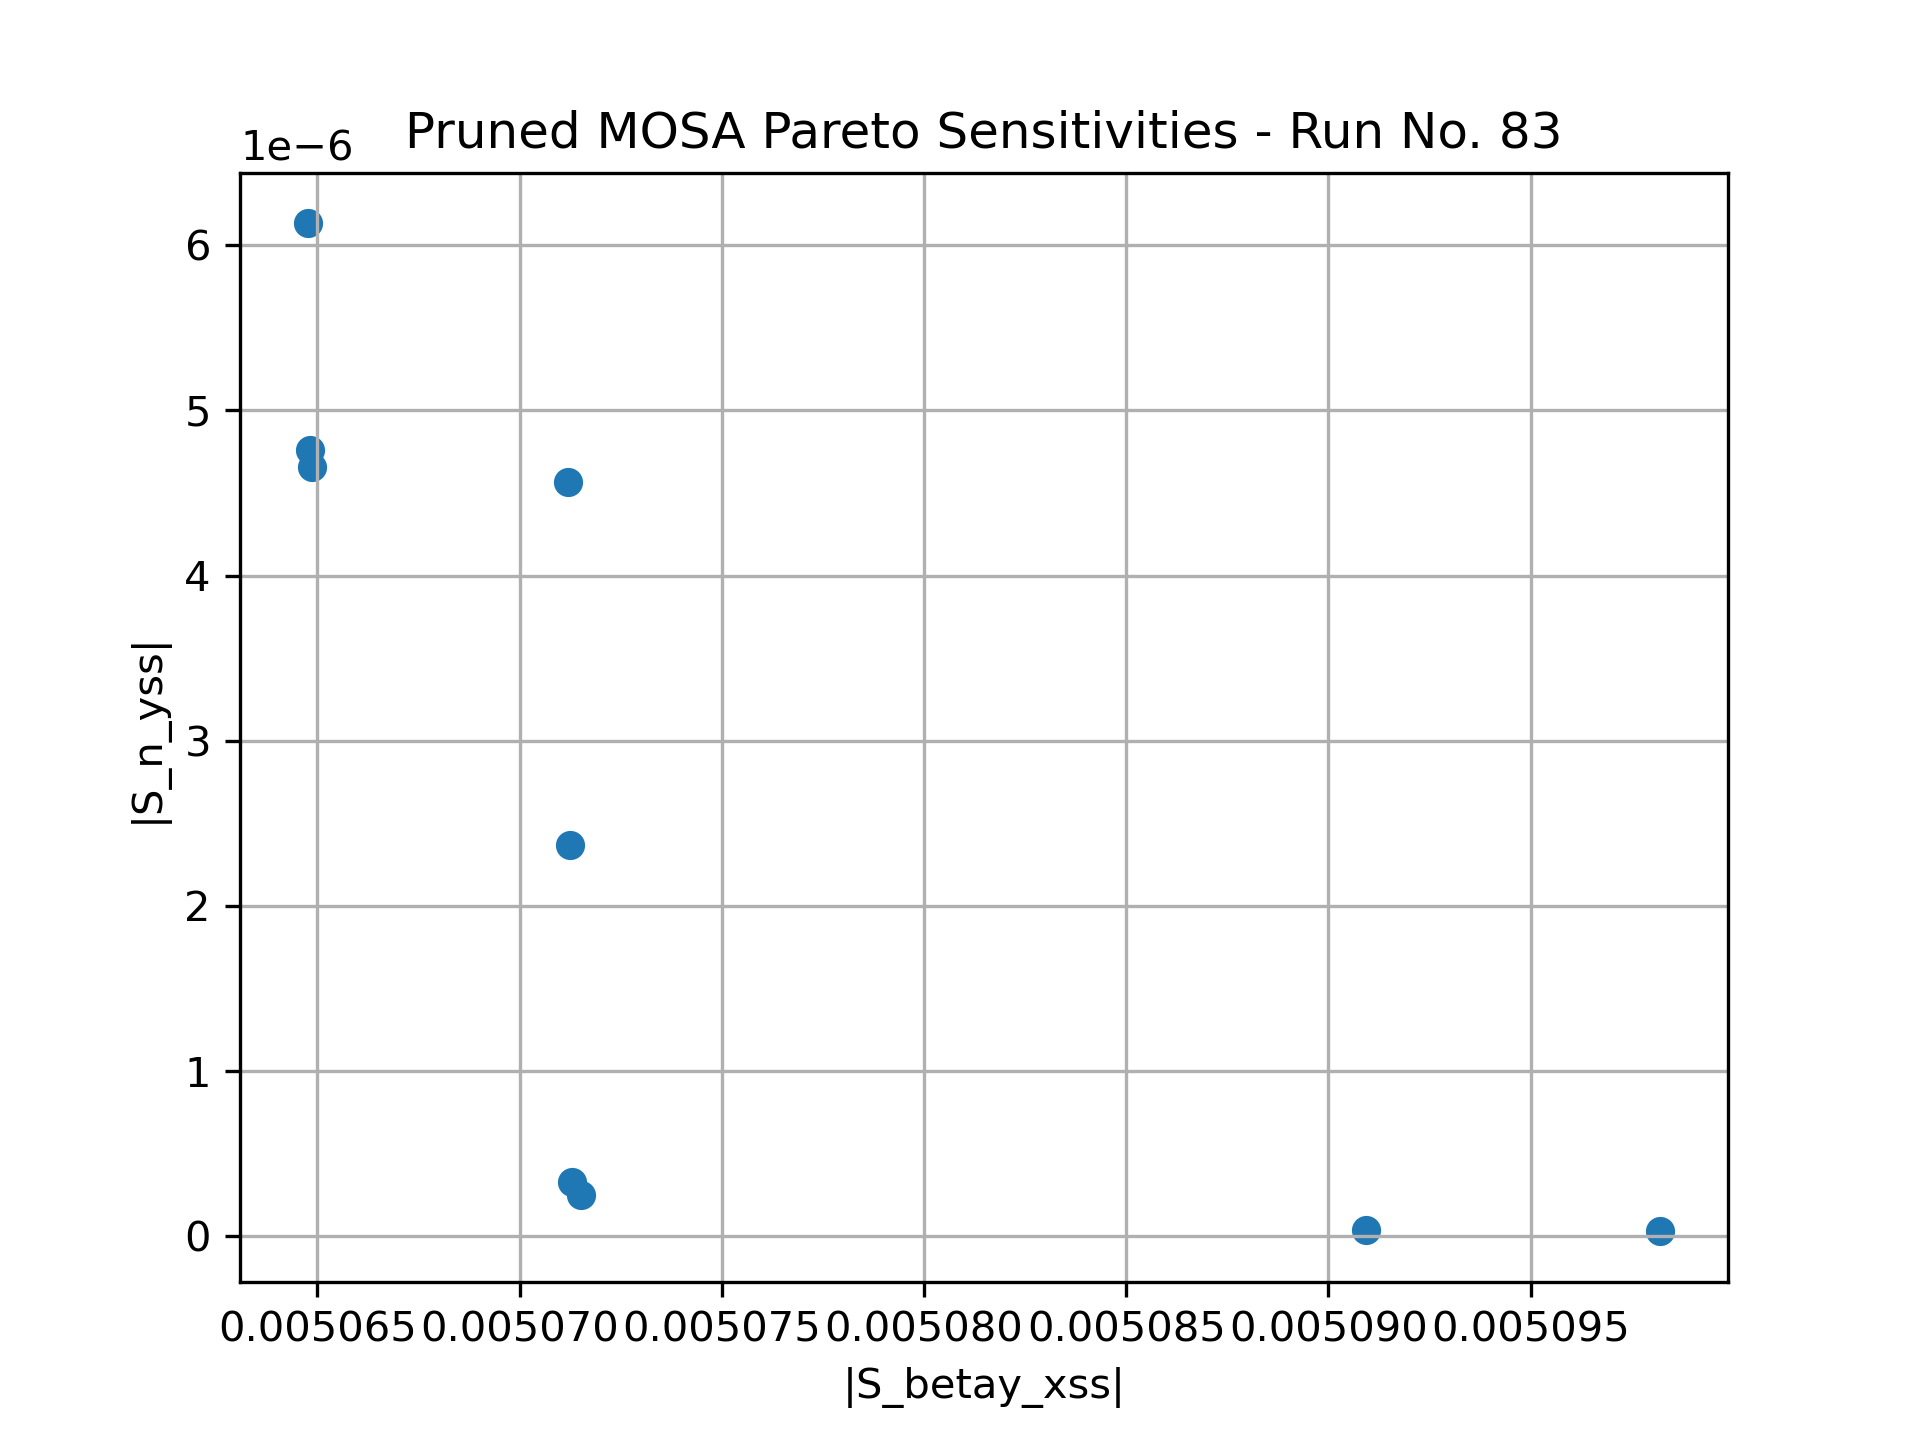 Pruned MOSA Pareto Sensitivities - Run No. 83
1e−6
6
5
4
3
2
1
0
|S_n_yss|
0.005065 0.005070 0.005075 0.005080 0.005085 0.005090 0.005095
|S_betay_xss|